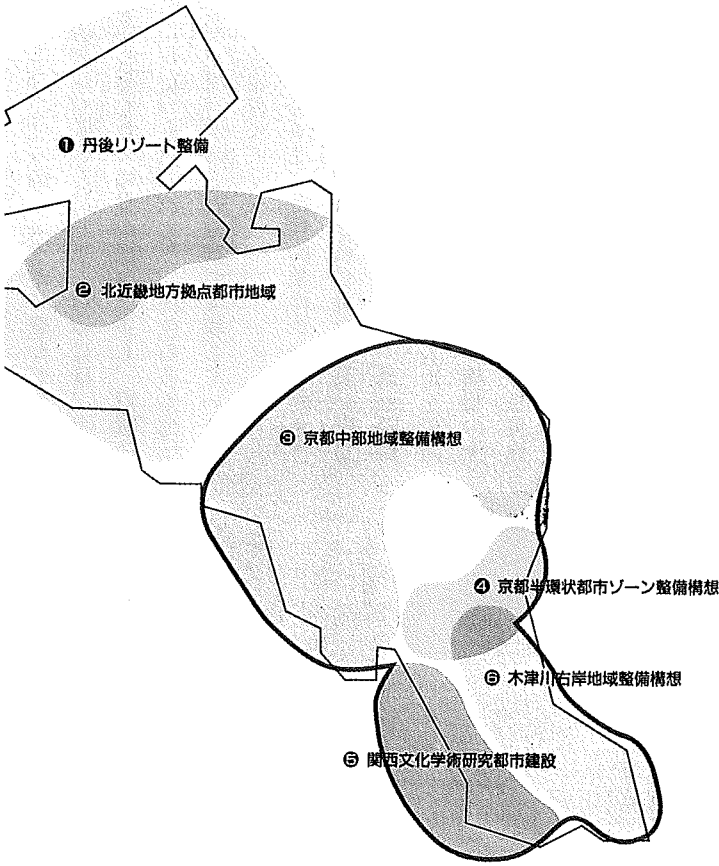 ❶ 丹後リゾート整備
❷ 北近畿地方拠点都市地域
❸ 京都中部地域整備構想
❹ 京都半環状都市ゾーン整備構想
❻ 木津川右岸地域整備構想
❺ 関西文化学術研究都市建設